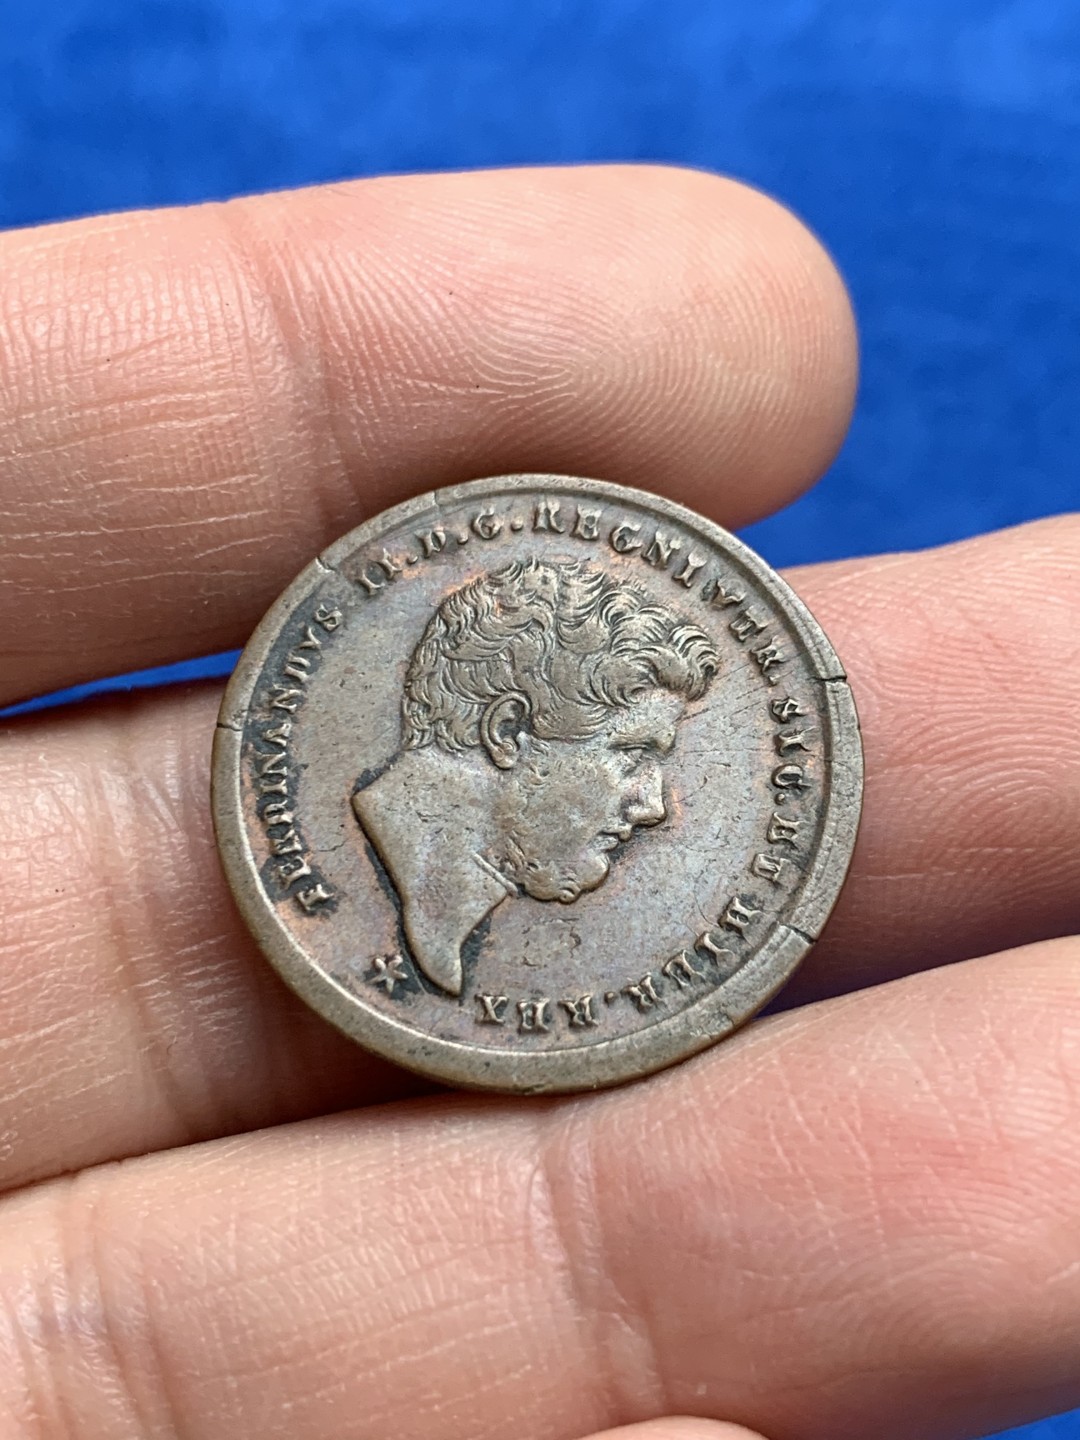 FERDINANDVS II.D.G.REGNI VTR.SIC.ET HIER.REX